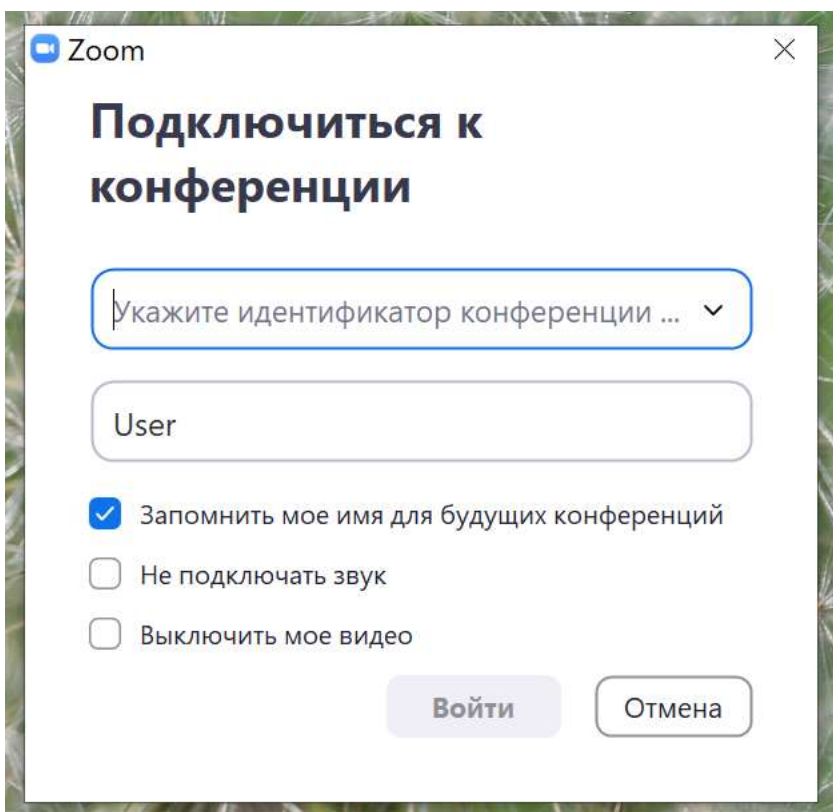 Zoom
Подключиться к
конференции
Укажите идентификатор конференции ...
User
Запомнить мое имя для будущих конференций
Не подключать звук
Выключить мое видео
Войти Отмена